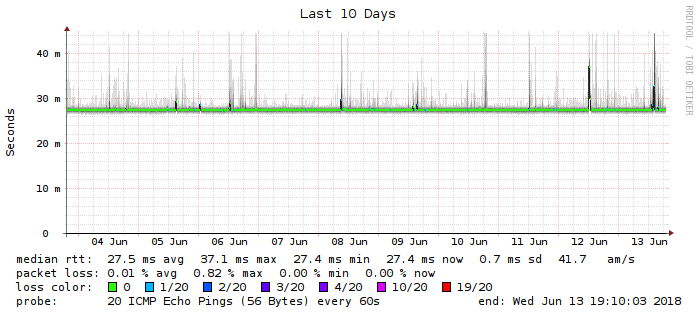 Last 10 Days
RRDTOOL / TOBI OETIKER
Seconds
40 m
30 m
20 m
10 m
0
04 Jun 05 Jun 06 Jun 07 Jun 08 Jun 09 Jun 10 Jun 11 Jun 12 Jun 13 Jun
median rtt: 27.5 ms avg 37.1 ms max 27.4 ms min 27.4 ms now 0.7 ms sd 41.7 am/s
packet loss: 0.01 % avg 0.82 % max 0.00 % min 0.00 % now
loss color: 0 1/20 2/20 3/20 4/20 10/20 19/20
probe: 20 ICMP Echo Pings (56 Bytes) every 60s end: Wed Jun 13 19:10:03 2018